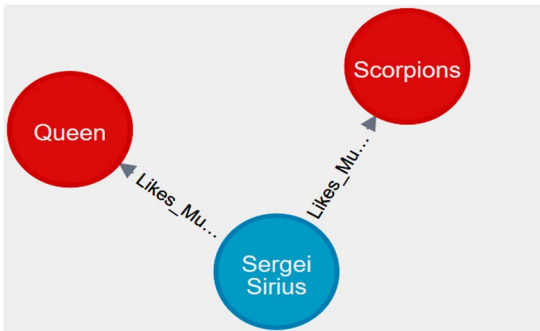 Scorpions
Queen
Likes_Mu...
Likes_Mu...
Sergei
Sirius